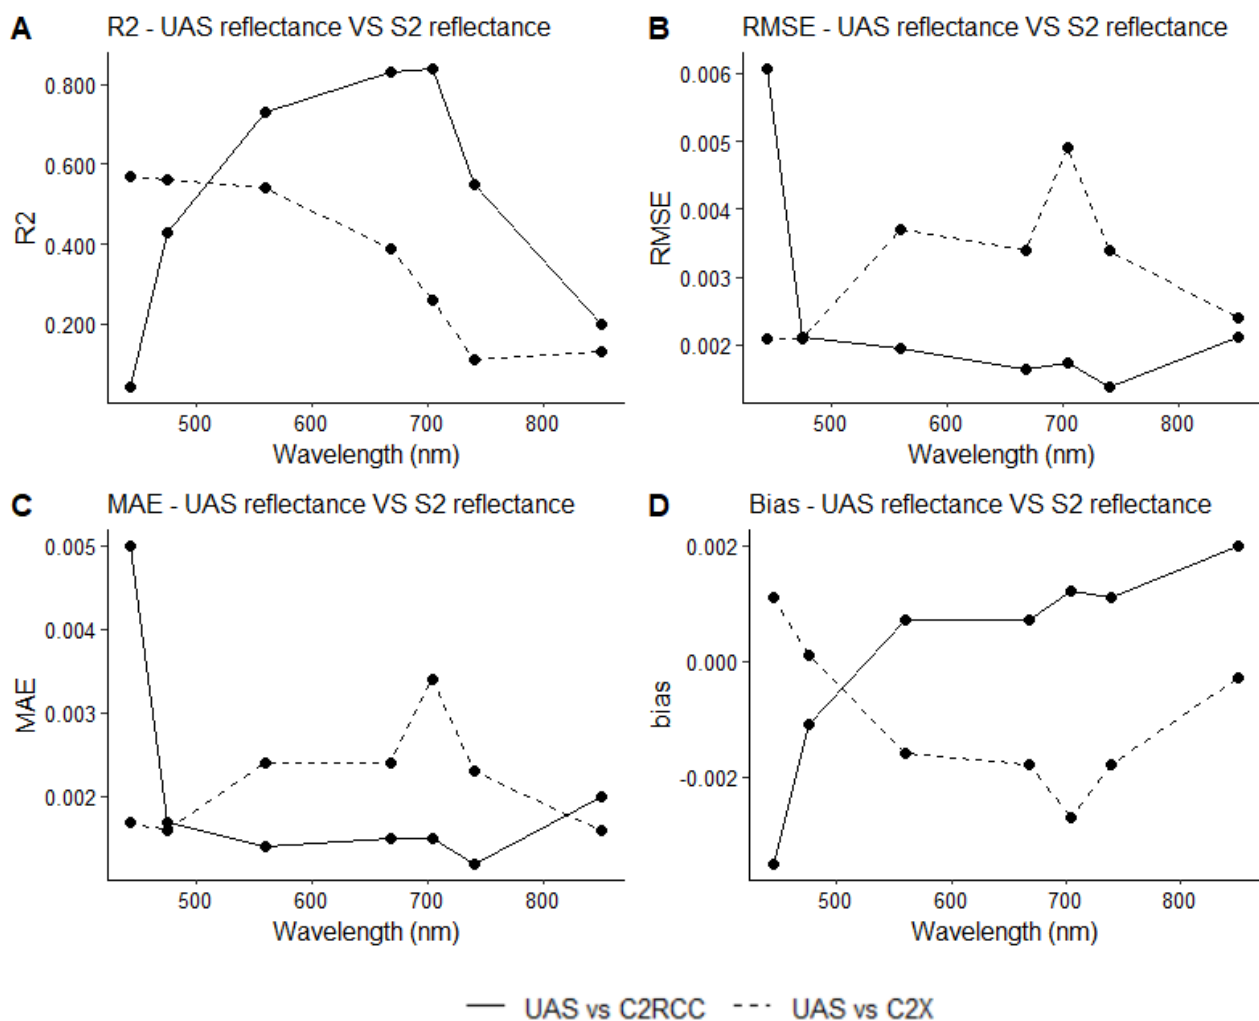 A R2 - UAS reflectance VS S2 reflectance
0.800
0.600
0.400
0.200
R2
500 600 700 800
Wavelength (nm)
B RMSE - UAS reflectance VS S2 reflectance
0.006
0.005
0.004
0.003
0.002
RMSE
500 600 700 800
Wavelength (nm)
C MAE - UAS reflectance VS S2 reflectance
0.005
0.004
0.003
0.002
MAE
500 600 700 800
Wavelength (nm)
D Bias - UAS reflectance VS S2 reflectance
0.002
0.000
-0.002
bias
500 600 700 800
Wavelength (nm)
UAS vs C2RCC UAS vs C2X